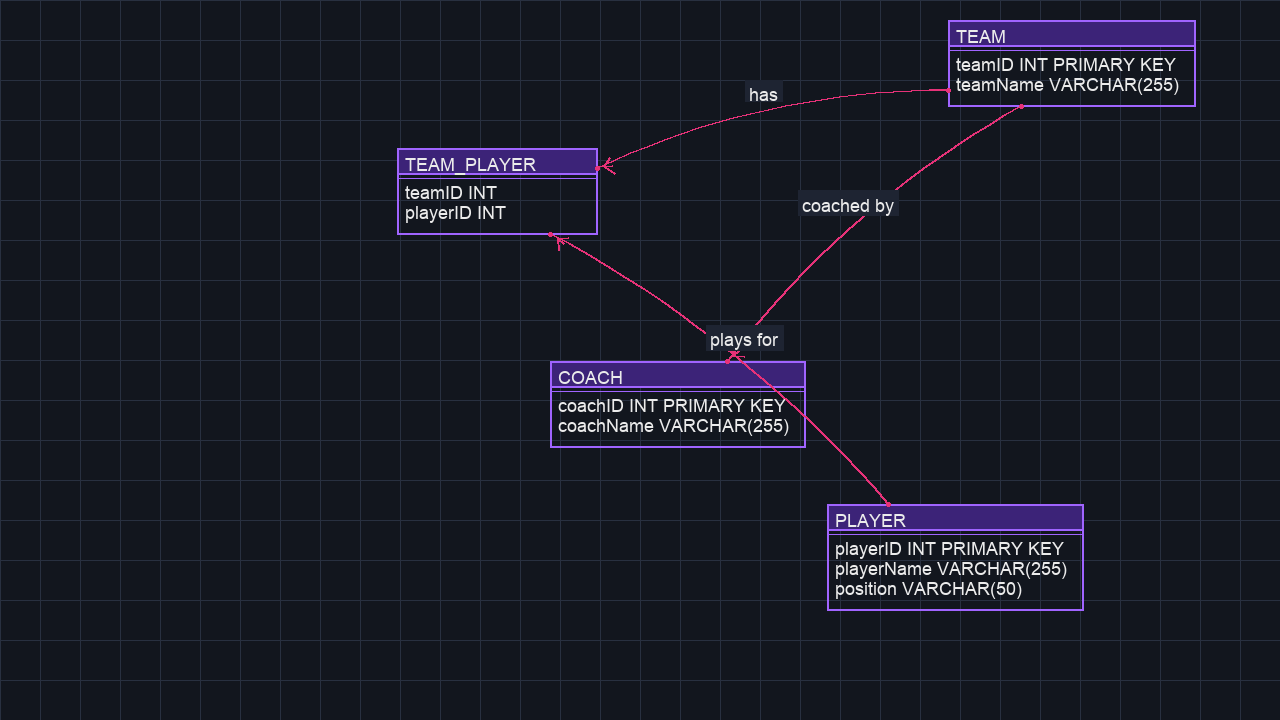 TEAM
teamID INT PRIMARY KEY
teamName VARCHAR(255)
has
TEAM_PLAYER
teamID INT
playerID INT
coached by
plays for
COACH
coachID INT PRIMARY KEY
coachName VARCHAR(255)
PLAYER
playerID INT PRIMARY KEY
playerName VARCHAR(255)
position VARCHAR(50)